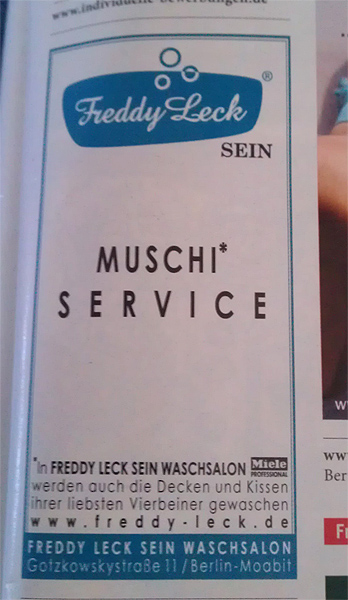 www.individuelle-bewerbungen.de
Freddy Leck®
SEIN
MUSCHI*
SERVICE
*In FREDDY LECK SEIN WASCHSALON Miele PROFESSIONAL
werden auch die Decken und Kissen
ihrer liebsten Vierbeiner gewaschen
www.freddy-leck.de
FREDDY LECK SEIN WASCHSALON
Gotzkowskystraße 11/Berlin-Moabit